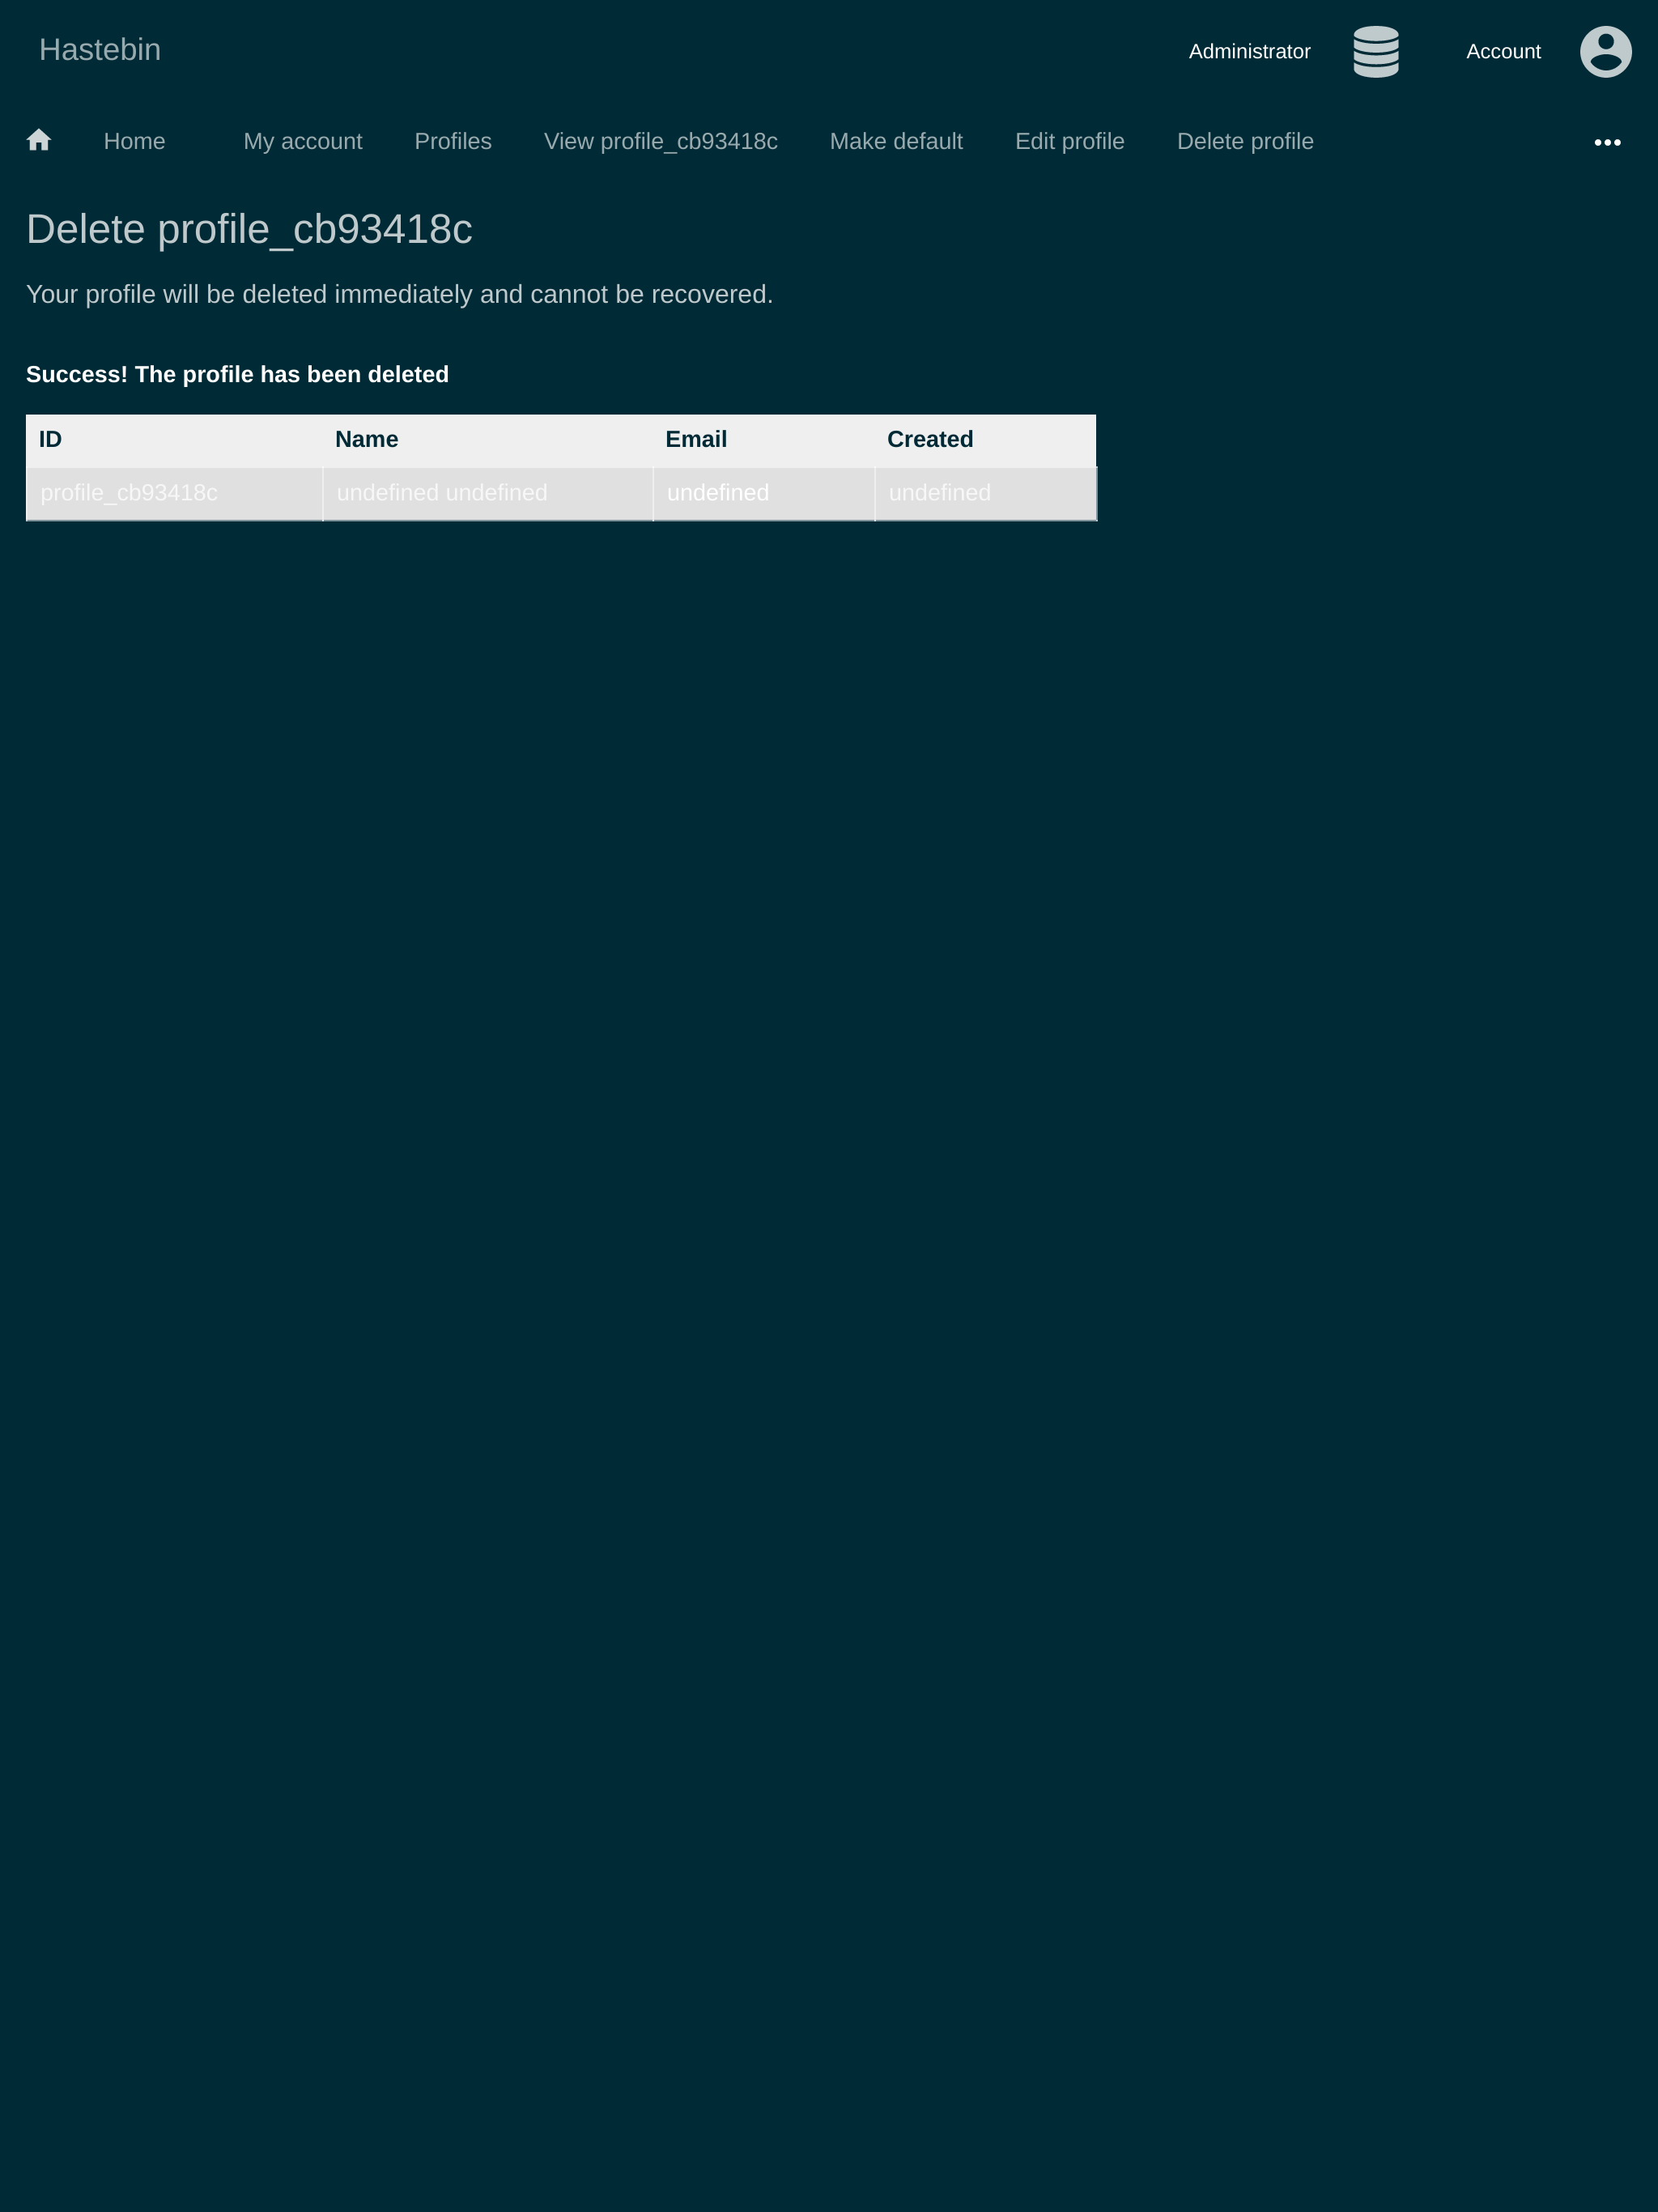 Hastebin
Administrator
Account
Home
My account
Profiles
View profile_cb93418c
Make default
Edit profile
Delete profile
Delete profile_cb93418c
Your profile will be deleted immediately and cannot be recovered.
Success! The profile has been deleted
ID Name Email Created
profile_cb93418c undefined undefined undefined undefined